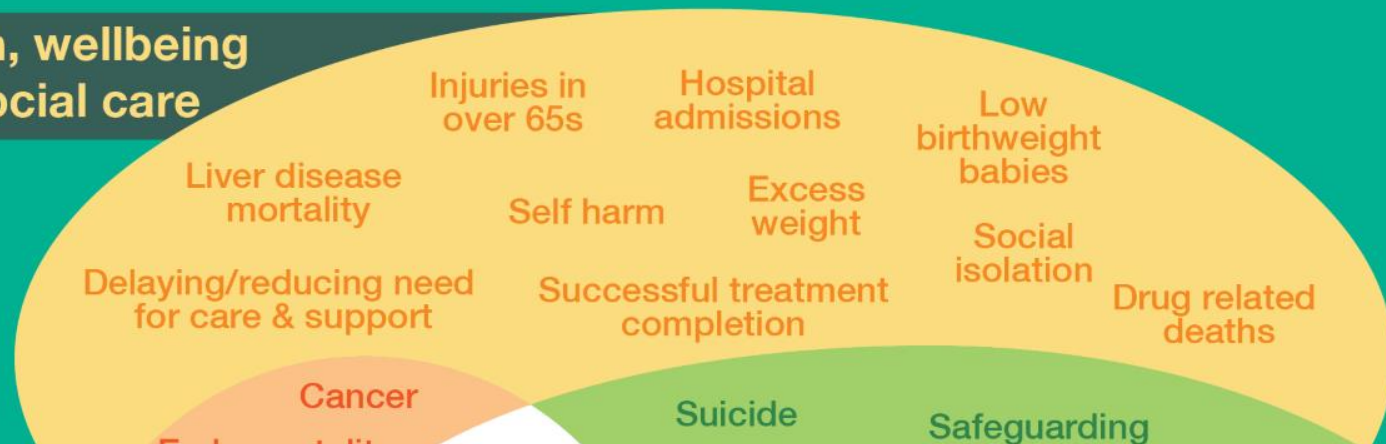 , wellbeing
social care
Injuries in
over 65s
Hospital
admissions
Low
birthweight
babies
Liver disease
mortality
Self harm
Excess
weight
Social
isolation
Delaying/reducing need
for care & support
Successful treatment
completion
Drug related
deaths
Cancer
Suicide
Safeguarding